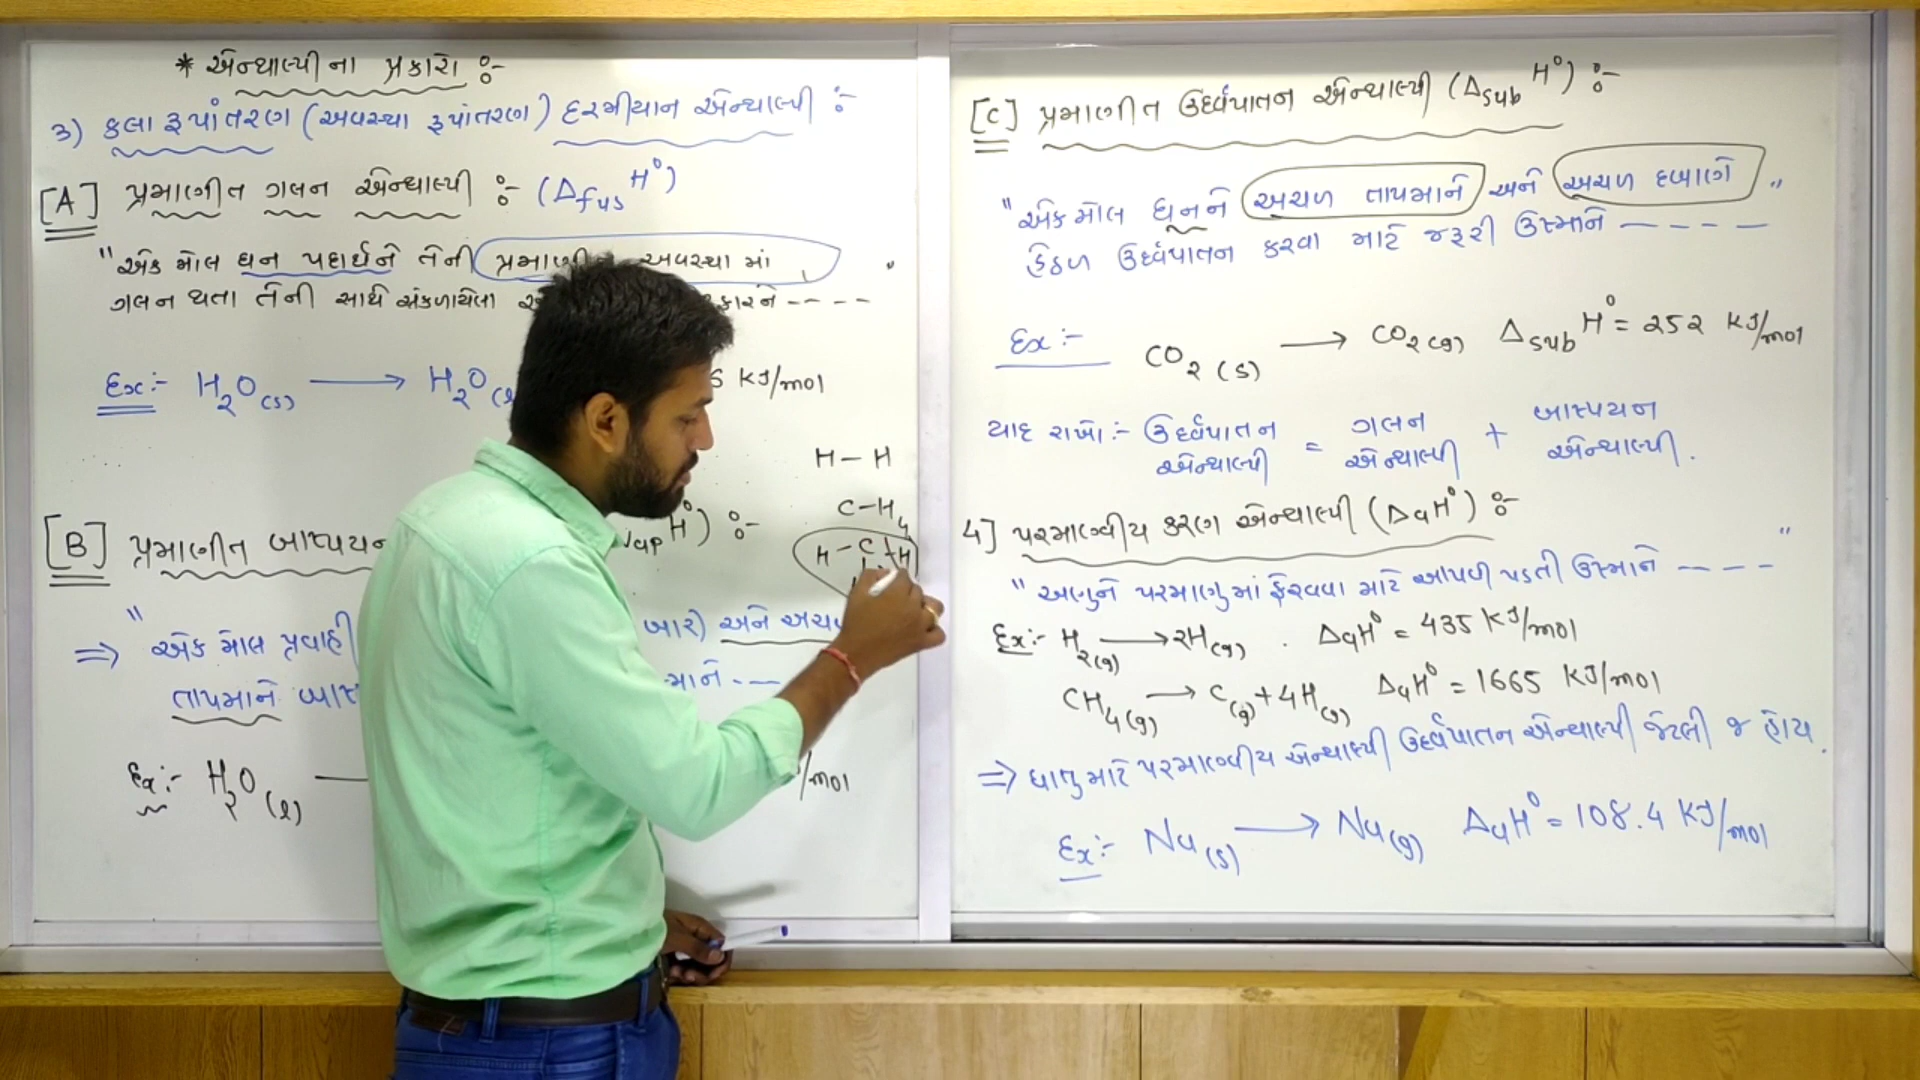 * એન્થાલ્પીના પ્રકારો :-
3) કલા રૂપાંતરણ (અવસ્થા રૂપાંતરણ) દરમીયાન એન્થાલ્પી :-
[A] પ્રમાણીત ગલન એન્થાલ્પી :- (ΔfusH°)
"એક મોલ ઘન પદાર્થને તેની અવસ્થા માં
ગલન થતા તેની સાથે સંકળાયેલા
Ex:- H2O(s) → H2O KJ/mol
H-H
C-H4
H-C-H
[B] પ્રમાણીત બાષ્પયન H°) :-
"
⇒ એક મોલ પ્રવાહી બાર) અને
તાપમાને ----
Ex:- H2O(l) — /mol
[C] પ્રમાણીત ઉર્ધ્વપાતન એન્થાલ્પી (ΔsubH°) :-
"એક મોલ ઘનને અચળ તાપમાને અને અચળ દબાણે "
હેઠળ ઉર્ધ્વપાતન કરવા માટે જરૂરી ઉષ્માને ----
Ex:- CO2(s) → CO2(g) ΔsubH° = 252 KJ/mol
યાદ રાખો:- ઉર્ધ્વપાતન એન્થાલ્પી = ગલન એન્થાલ્પી + બાષ્પયન એન્થાલ્પી.
4] પરમાણ્વીય કરણ એન્થાલ્પી (ΔaH°) :-
"અણુને પરમાણુમાં ફેરવવા માટે આપવી પડતી ઉષ્માને ---- "
Ex:- H2(g) → 2H(g) . ΔaH° = 435 KJ/mol
CH4(g) → C(g) + 4H(g) ΔaH° = 1665 KJ/mol
⇒ ધાતુ માટે પરમાણ્વીય એન્થાલ્પી ઉર્ધ્વપાતન એન્થાલ્પી જેટલી જ હોય.
Ex:- Na(s) → Na(g) ΔaH° = 108.4 KJ/mol